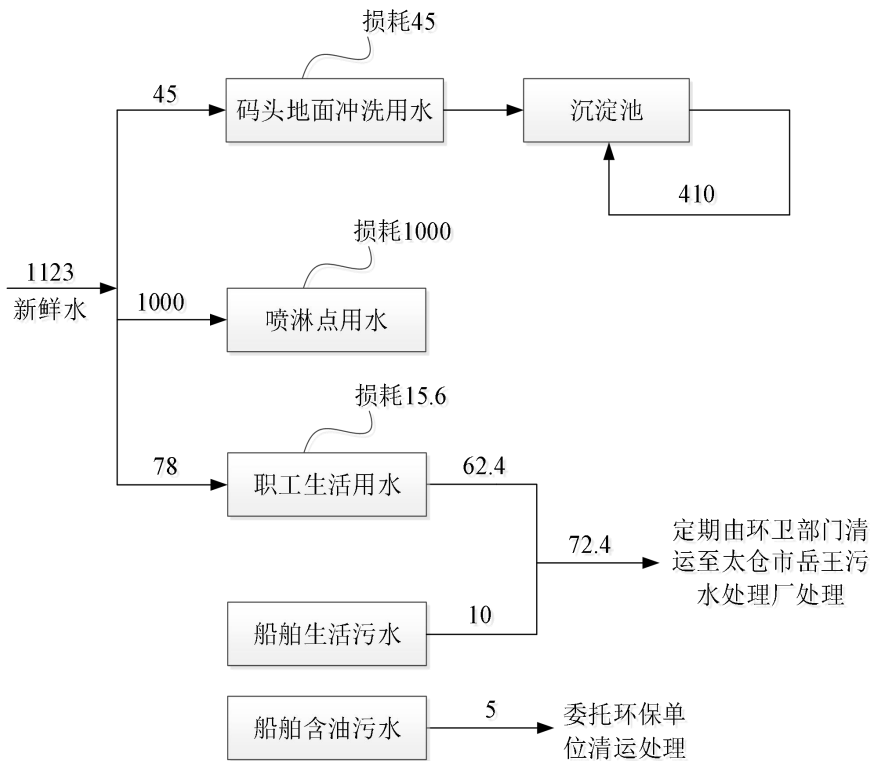 损耗45
45
码头地面冲洗用水
沉淀池
410
损耗1000
1123
新鲜水
1000
喷淋点用水
损耗15.6
78
职工生活用水
62.4
72.4
定期由环卫部门清
运至太仓市岳王污
水处理厂处理
船舶生活污水
10
船舶含油污水
5
委托环保单
位清运处理